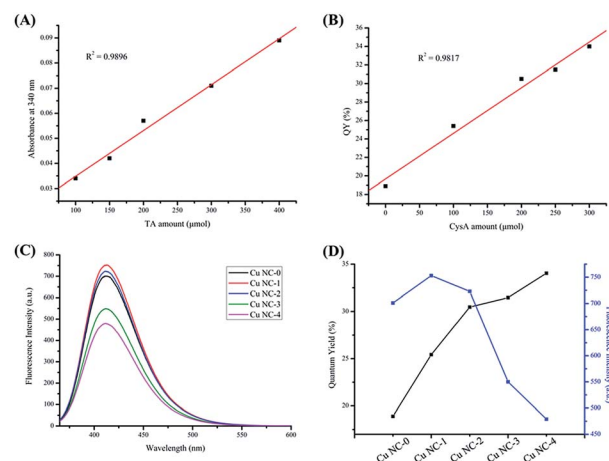 (A)
R² = 0.9896
Absorbance at 340 nm
0.09
0.08
0.07
0.06
0.05
0.04
0.03
100 150 200 250 300 350 400
TA amount (μmol)
(B)
R² = 0.9817
QY (%)
36
34
32
30
28
26
24
22
20
18
0 50 100 150 200 250 300
CysA amount (μmol)
(C)
Fluorescence Intensity (a.u.)
800
700
600
500
400
300
200
100
0
Cu NC-0
Cu NC-1
Cu NC-2
Cu NC-3
Cu NC-4
400 450 500 550 600
Wavelength (nm)
(D)
Quantum Yield (%)
35
30
25
20
800
750
700
650
600
550
500
450
Cu NC-0
Cu NC-1
Cu NC-2
Cu NC-3
Cu NC-4